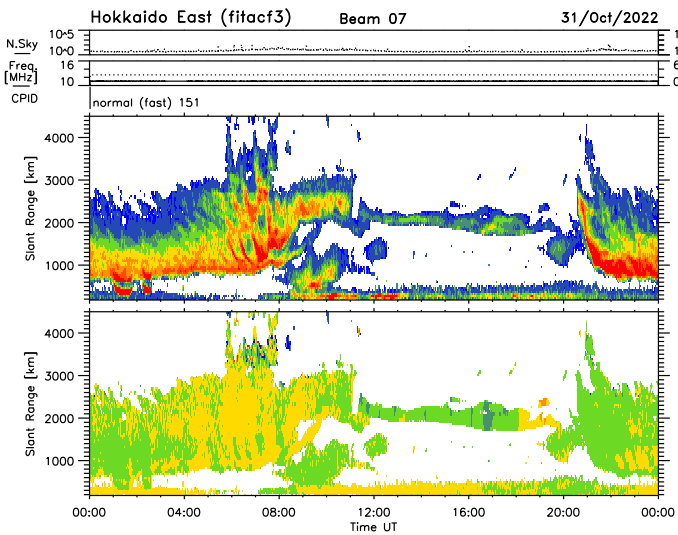 Hokkaido East (fitacf3) Beam 07 31/Oct/2022
N.Sky 10^5 10^0 1 1
Freq. [MHz] 16 10 6 0
CPID normal (fast) 151
Slant Range [km] 4000 3000 2000 1000
Slant Range [km] 4000 3000 2000 1000
00:00 04:00 08:00 12:00 16:00 20:00 00:00
Time UT